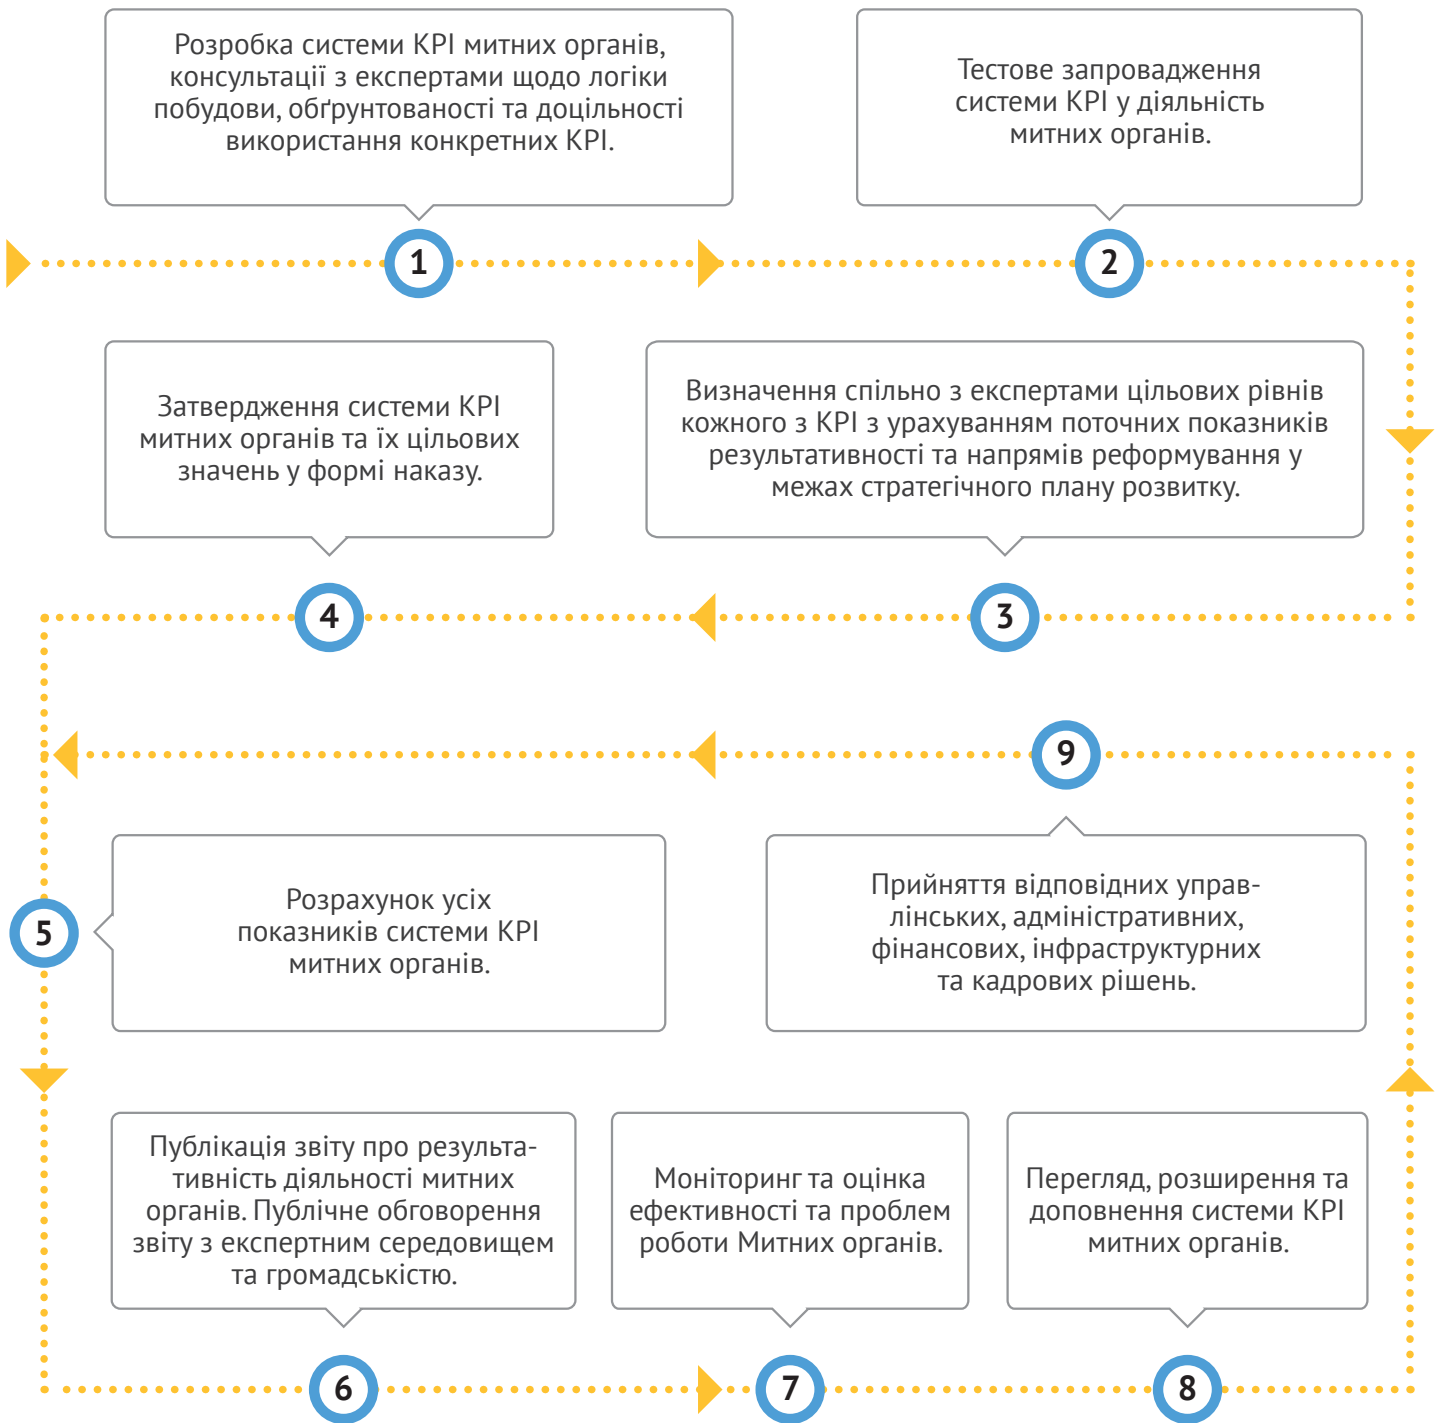 Розробка системи KPI митних органів,
консультації з експертами щодо логіки
побудови, обґрунтованості та доцільності
використання конкретних KPI.
1
Тестове запровадження
системи KPI у діяльність
митних органів.
2
Визначення спільно з експертами цільових рівнів
кожного з KPI з урахуванням поточних показників
результативності та напрямів реформування у
межах стратегічного плану розвитку.
3
Затвердження системи KPI
митних органів та їх цільових
значень у формі наказу.
4
Розрахунок усіх
показників системи KPI
митних органів.
5
Публікація звіту про результа-
тивність діяльності митних
органів. Публічне обговорення
звіту з експертним середовищем
та громадськістю.
6
Моніторинг та оцінка
ефективності та проблем
роботи Митних органів.
7
Перегляд, розширення та
доповнення системи KPI
митних органів.
8
9
Прийняття відповідних управ-
лінських, адміністративних,
фінансових, інфраструктурних
та кадрових рішень.